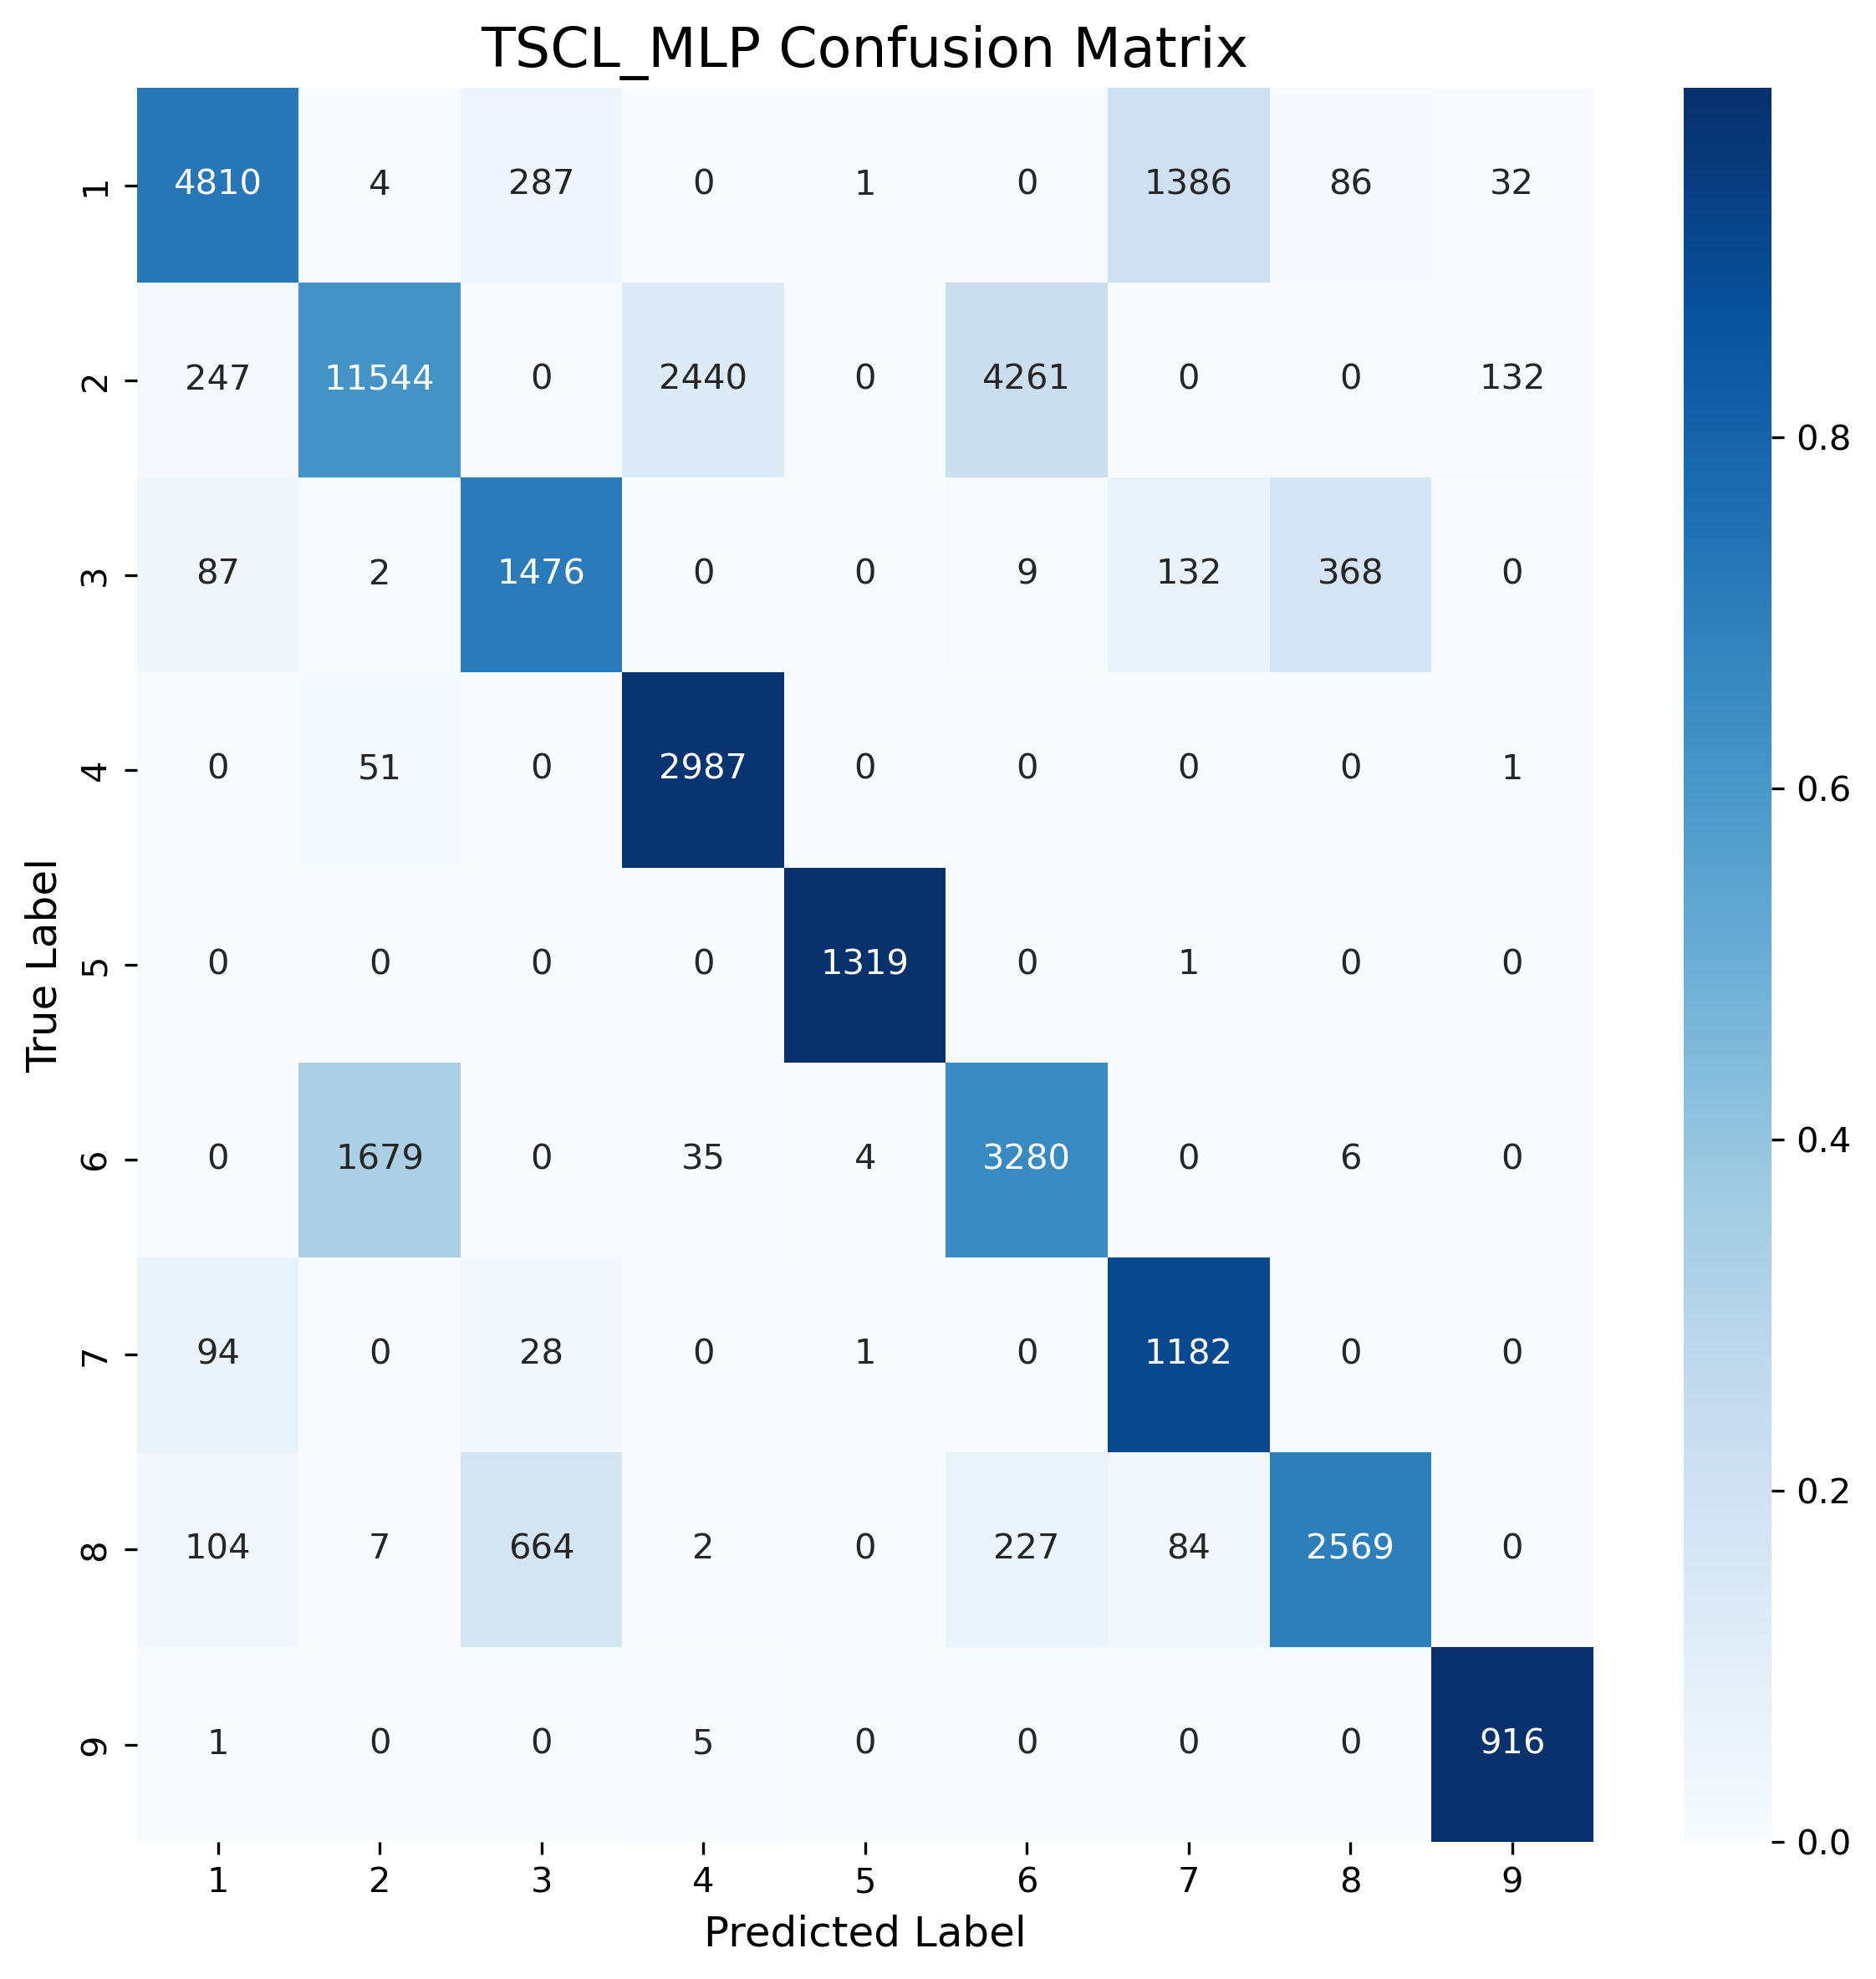 TSCL_MLP Confusion Matrix
1 4810 4 287 0 1 0 1386 86 32
2 247 11544 0 2440 0 4261 0 0 132
3 87 2 1476 0 0 9 132 368 0
4 0 51 0 2987 0 0 0 0 1
5 0 0 0 0 1319 0 1 0 0
6 0 1679 0 35 4 3280 0 6 0
7 94 0 28 0 1 0 1182 0 0
8 104 7 664 2 0 227 84 2569 0
9 1 0 0 5 0 0 0 0 916
1 2 3 4 5 6 7 8 9
Predicted Label
True Label
0.8
0.6
0.4
0.2
0.0